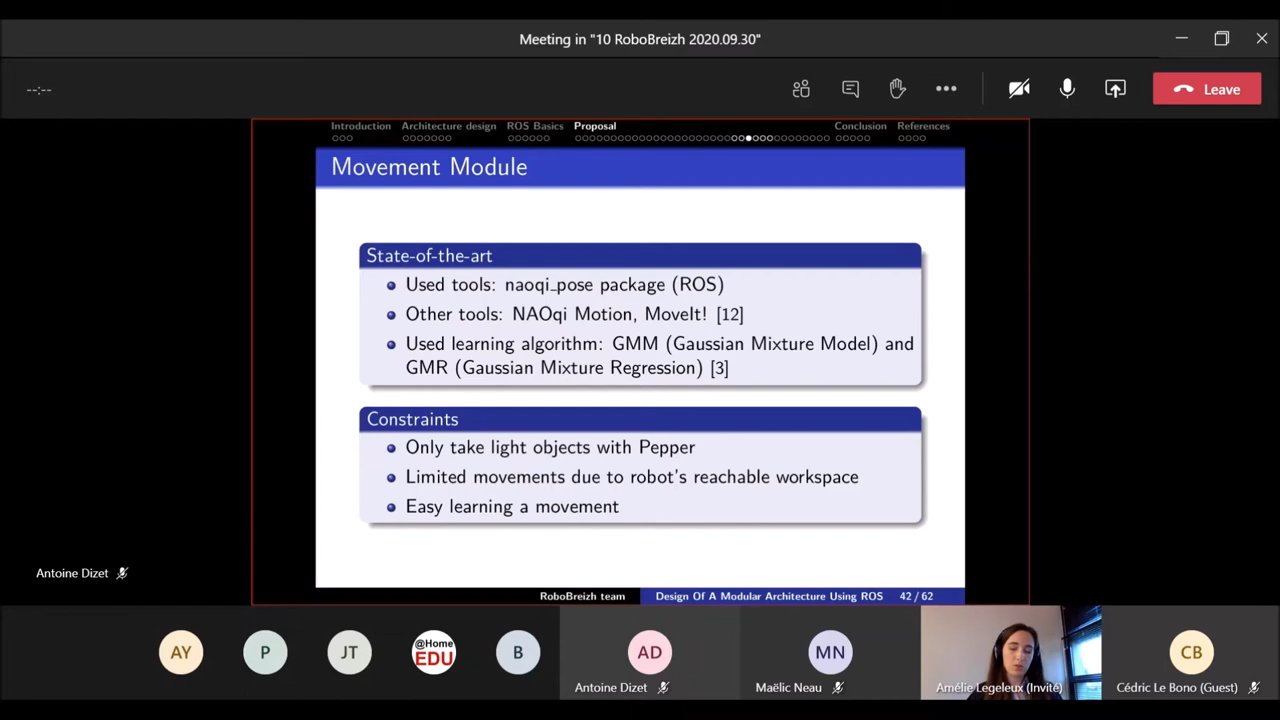 Meeting in "10 RoboBreizh 2020.09.30"
--:--
Leave
Introduction Architecture design ROS Basics Proposal Conclusion References
Movement Module
State-of-the-art
Used tools: naoqi_pose package (ROS)
Other tools: NAOqi Motion, MoveIt! [12]
Used learning algorithm: GMM (Gaussian Mixture Model) and
GMR (Gaussian Mixture Regression) [3]
Constraints
Only take light objects with Pepper
Limited movements due to robot's reachable workspace
Easy learning a movement
Antoine Dizet
RoboBreizh team Design Of A Modular Architecture Using ROS 42 / 62
AY P JT @Home B AD MN CB
EDU
Antoine Dizet Maëlic Neau Amélie Legeleux (Invité) Cédric Le Bono (Guest)